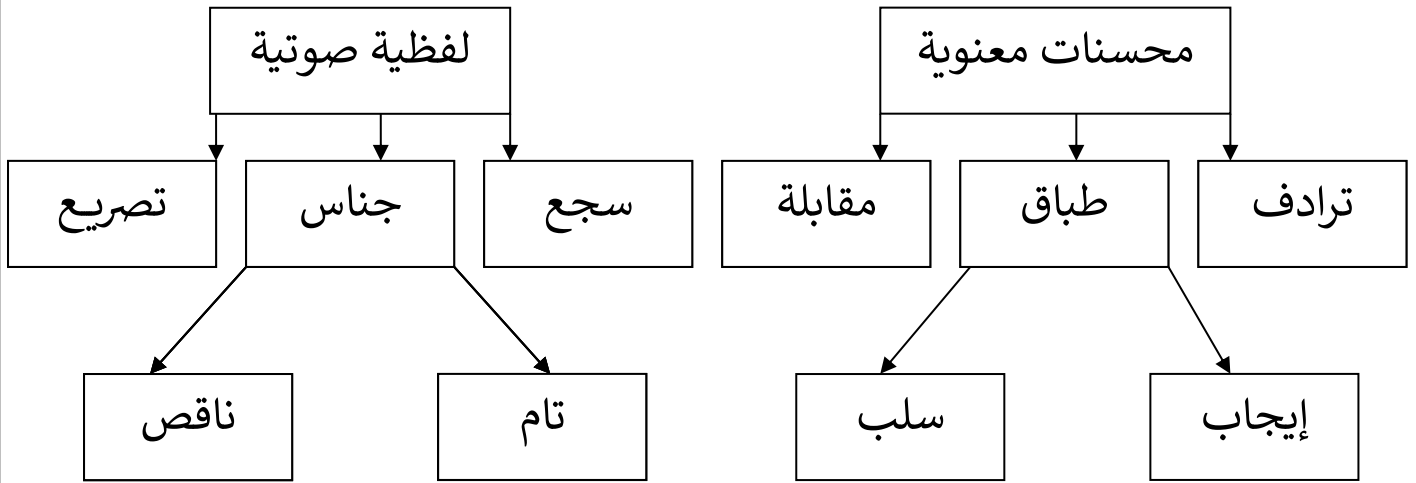 محسنات معنوية
لفظية صوتية
ترادف
طباق
مقابلة
سجع
جناس
تصريع
إيجاب
سلب
تام
ناقص